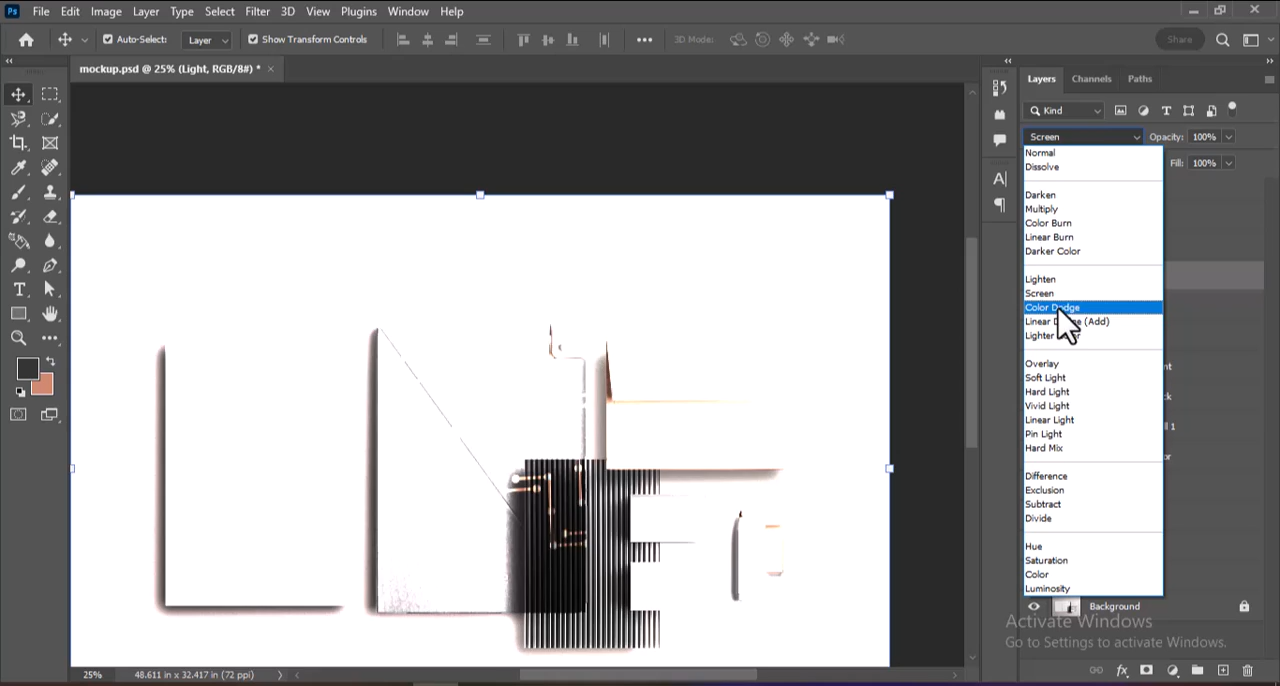 Ps File Edit Image Layer Type Select Filter 3D View Plugins Window Help
Auto-Select: Layer Show Transform Controls 3D Mode: Share
mockup.psd @ 25% (Light, RGB/8#) *
Layers Channels Paths
Kind
Screen Opacity: 100%
Normal
Fill: 100%
Dissolve
Darken
Multiply
Color Burn
Linear Burn
Darker Color
Lighten
Screen
Color Dodge
Linear (Add)
Lighter
Overlay
Soft Light
Hard Light
Vivid Light
Linear Light
Pin Light
Hard Mix
Difference
Exclusion
Subtract
Divide
Hue
Saturation
Color
Luminosity
Background
Activate Windows
Go to Settings to activate Windows.
25% 48.611 in x 32.417 in (72 ppi)